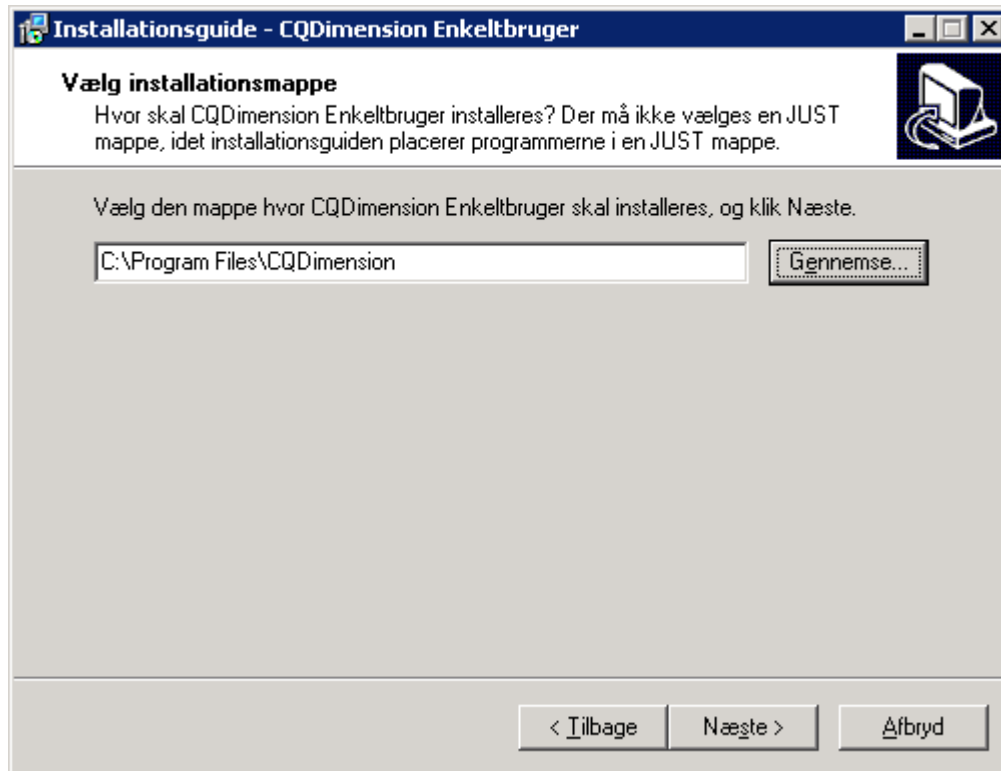 Installationsguide - CQDimension Enkeltbruger
Vælg installationsmappe
Hvor skal CQDimension Enkeltbruger installeres? Der må ikke vælges en JUST
mappe, idet installationsguiden placerer programmerne i en JUST mappe.
Vælg den mappe hvor CQDimension Enkeltbruger skal installeres, og klik Næste.
C:\Program Files\CQDimension
Gennemse...
< Tilbage
Næste >
Afbryd